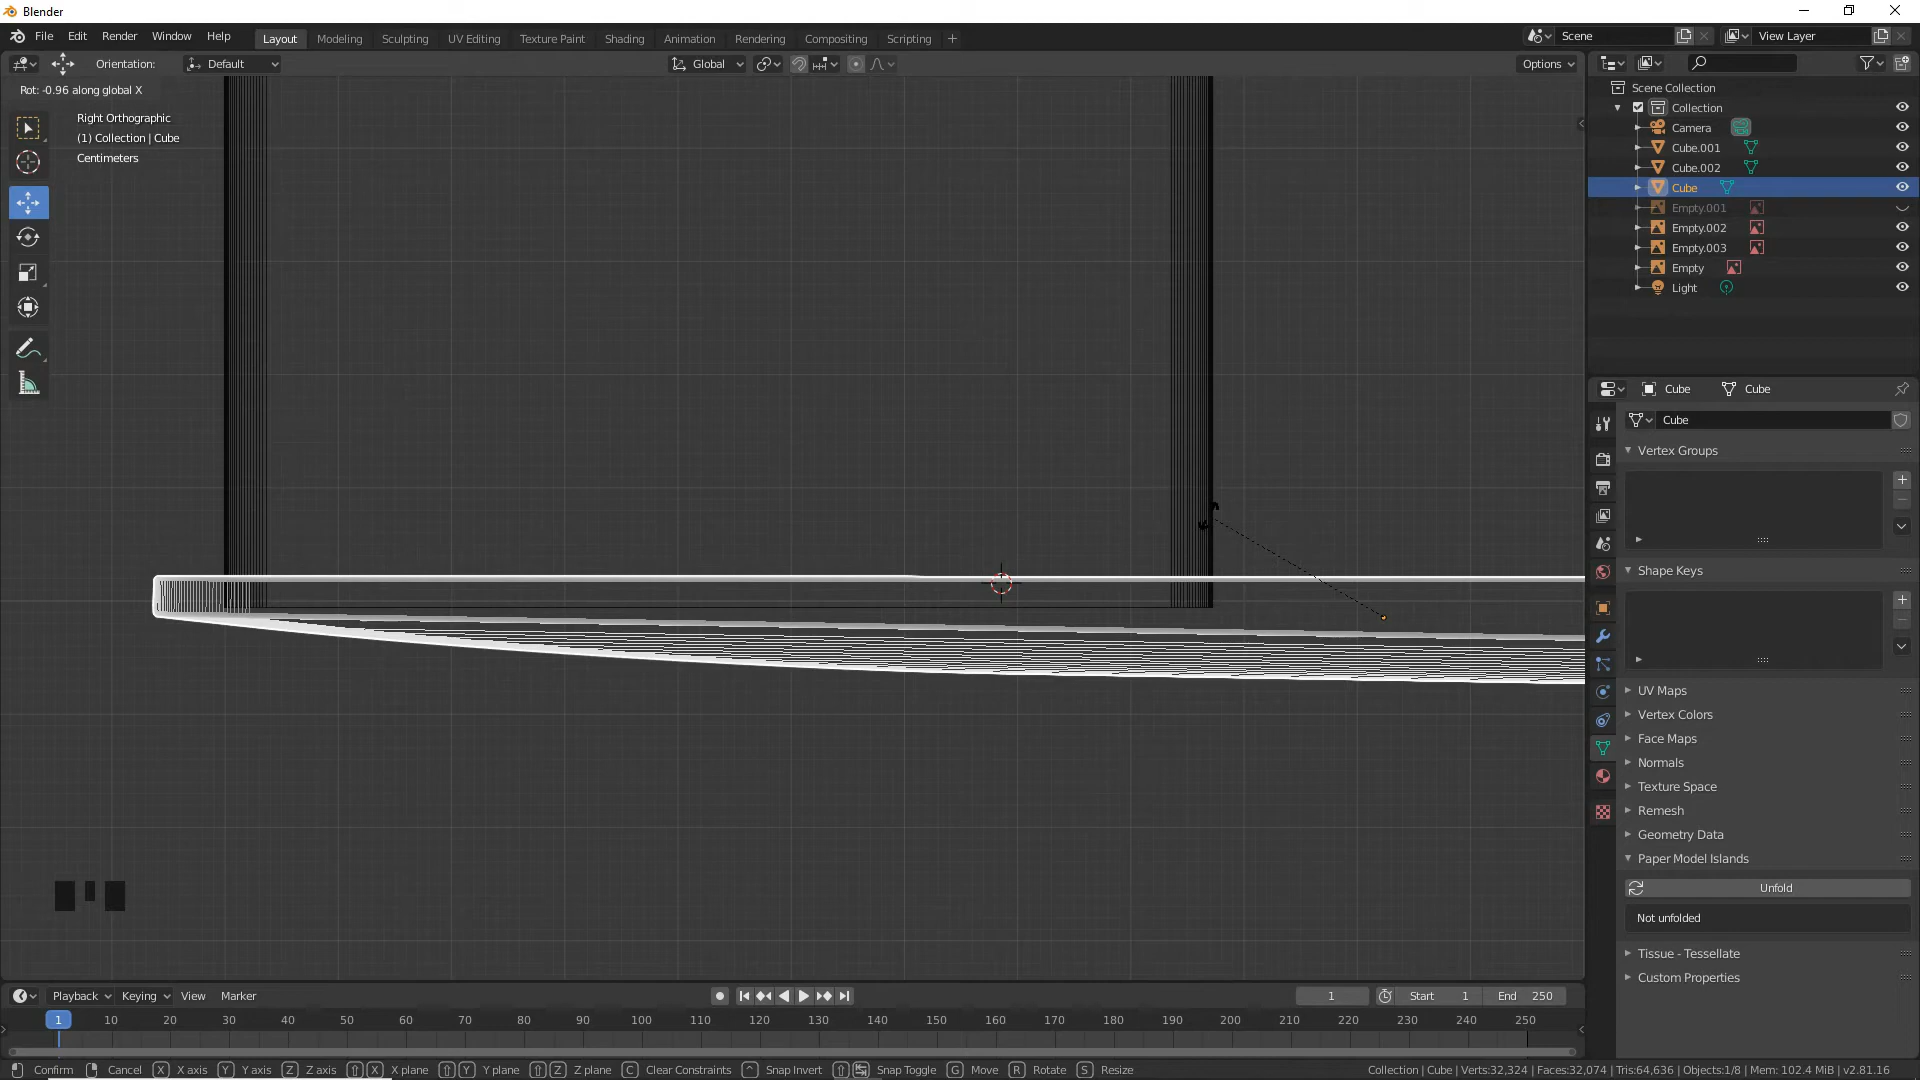 Blender
File Edit Render Window Help Layout Modeling Sculpting UV Editing Texture Paint Shading Animation Rendering Compositing Scripting + Scene View Layer
Orientation: Default Global Options
Rot: -0.96 along global X
Right Orthographic
(1) Collection | Cube
Centimeters
Scene Collection
Collection
Camera
Cube.001
Cube.002
Cube
Empty.001
Empty.002
Empty.003
Empty
Light
Cube Cube
Cube
Vertex Groups
Shape Keys
UV Maps
Vertex Colors
Face Maps
Normals
Texture Space
Remesh
Geometry Data
Paper Model Islands
Unfold
Not unfolded
Tissue - Tessellate
Custom Properties
Playback Keying View Marker 1 Start 1 End 250
1 10 20 30 40 50 60 70 80 90 100 110 120 130 140 150 160 170 180 190 200 210 220 230 240 250
Confirm Cancel X X axis Y Y axis Z Z axis X X plane Y Y plane Z Z plane C Clear Constraints Snap Invert Snap Toggle G Move R Rotate S Resize Collection | Cube | Verts:32,324 | Faces:32,074 | Tris:64,636 | Objects:1/8 | Mem: 102.4 MiB | v2.81.16